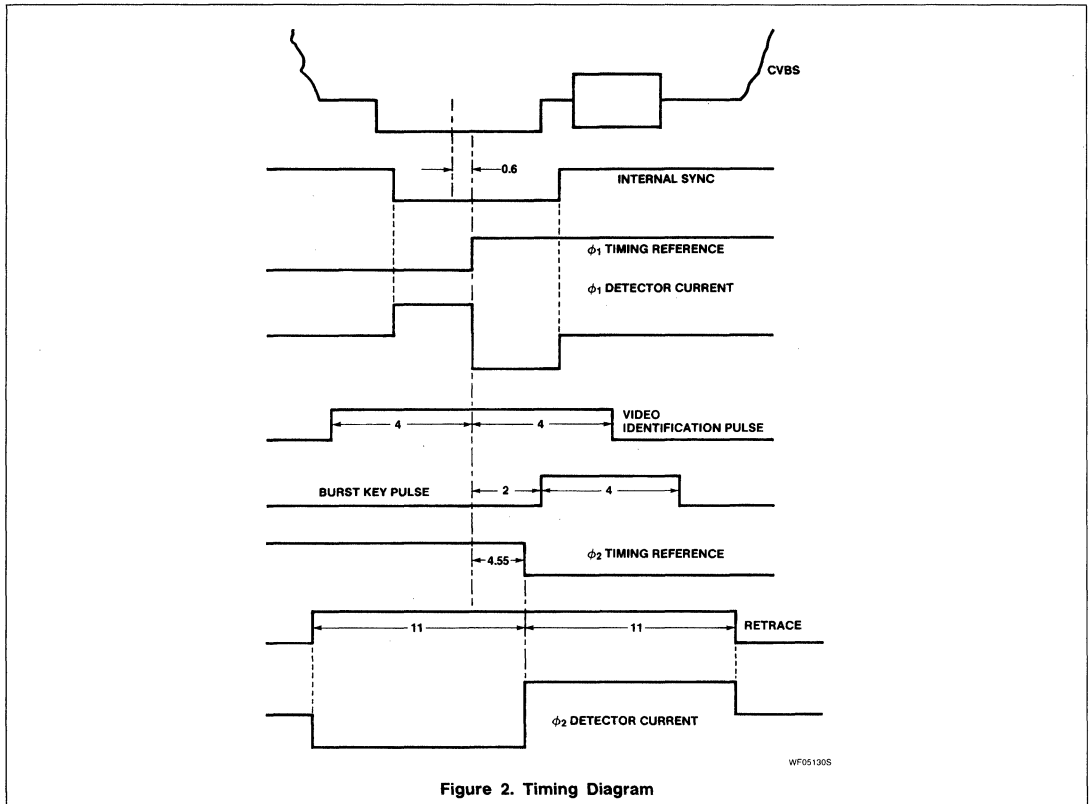 CVBS
0.6
INTERNAL SYNC
ϕ1 TIMING REFERENCE
ϕ1 DETECTOR CURRENT
VIDEO
IDENTIFICATION PULSE
4 4
BURST KEY PULSE 2 4
ϕ2 TIMING REFERENCE
4.55
11 11 RETRACE
ϕ2 DETECTOR CURRENT
WF05130S
Figure 2. Timing Diagram